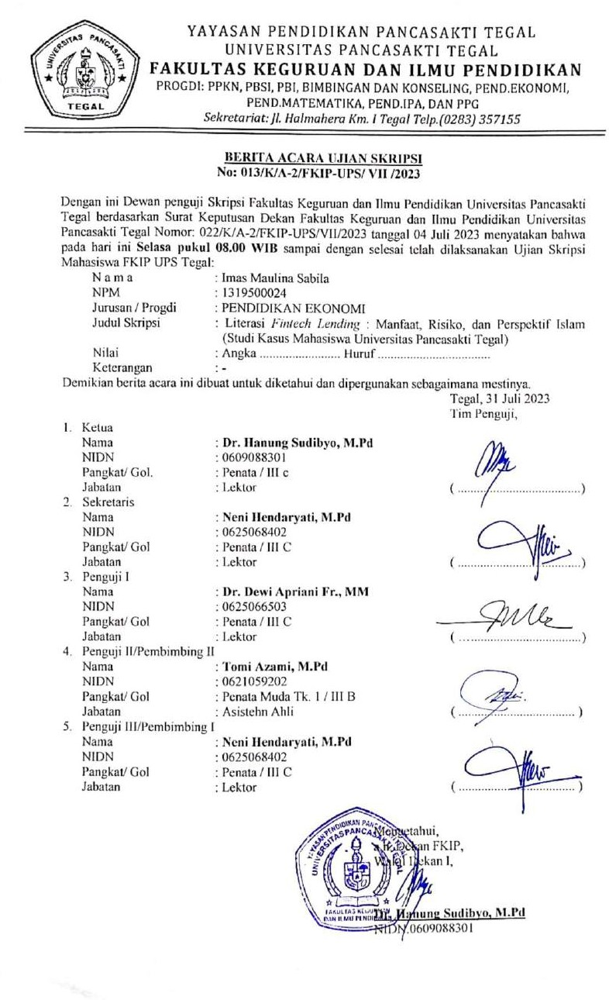 UNIVERSITAS PANCASAKTI
TEGAL
YAYASAN PENDIDIKAN PANCASAKTI TEGAL
UNIVERSITAS PANCASAKTI TEGAL
FAKULTAS KEGURUAN DAN ILMU PENDIDIKAN
PROGDI: PPKN, PBSI, PBI, BIMBINGAN DAN KONSELING, PEND.EKONOMI,
PEND.MATEMATIKA, PEND.IPA, DAN PPG
Sekretariat: Jl. Halmahera Km. 1 Tegal Telp.(0283) 357155
BERITA ACARA UJIAN SKRIPSI
No: 013/K/A-2/FKIP-UPS/ VII /2023
Dengan ini Dewan penguji Skripsi Fakultas Keguruan dan Ilmu Pendidikan Universitas Pancasakti
Tegal berdasarkan Surat Keputusan Dekan Fakultas Keguruan dan Ilmu Pendidikan Universitas
Pancasakti Tegal Nomor: 022/K/A-2/FKIP-UPS/VII/2023 tanggal 04 Juli 2023 menyatakan bahwa
pada hari ini Selasa pukul 08.00 WIB sampai dengan selesai telah dilaksanakan Ujian Skripsi
Mahasiswa FKIP UPS Tegal:
N a m a : Imas Maulina Sabila
NPM : 1319500024
Jurusan / Progdi : PENDIDIKAN EKONOMI
Judul Skripsi : Literasi Fintech Lending : Manfaat, Risiko, dan Perspektif Islam
(Studi Kasus Mahasiswa Universitas Pancasakti Tegal)
Nilai : Angka .......................... Huruf ....................................
Keterangan : -
Demikian berita acara ini dibuat untuk diketahui dan dipergunakan sebagaimana mestinya.
Tegal, 31 Juli 2023
Tim Penguji,
1. Ketua
Nama : Dr. Hanung Sudibyo, M.Pd
NIDN : 0609088301
Pangkat/ Gol. : Penata / III c
Jabatan : Lektor (........................................)
2. Sekretaris
Nama : Neni Hendaryati, M.Pd
NIDN : 0625068402
Pangkat/ Gol : Penata / III C
Jabatan : Lektor (........................................)
3. Penguji I
Nama : Dr. Dewi Apriani Fr., MM
NIDN : 0625066503
Pangkat/ Gol : Penata / III C
Jabatan : Lektor (........................................)
4. Penguji II/Pembimbing II
Nama : Tomi Azami, M.Pd
NIDN : 0621059202
Pangkat/ Gol : Penata Muda Tk. 1 / III B
Jabatan : Asistehn Ahli (........................................)
5. Penguji III/Pembimbing I
Nama : Neni Hendaryati, M.Pd
NIDN : 0625068402
Pangkat/ Gol : Penata / III C
Jabatan : Lektor (........................................)
YAYASAN PENDIDIKAN PANCASAKTI TEGAL
UNIVERSITAS PANCASAKTI TEGAL
FAKULTAS KEGURUAN
DAN ILMU PENDIDIKAN
Mengetahui,
a.n. Dekan FKIP,
Wakil Dekan I,
Dr. Hanung Sudibyo, M.Pd
NIDN.0609088301